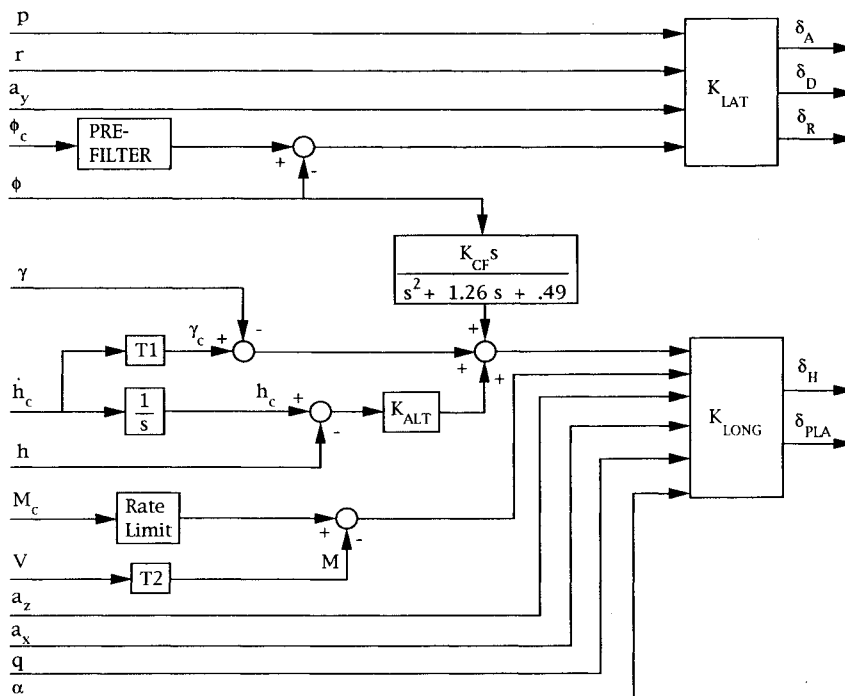 p
r
a_y
ϕ_c
PRE-
FILTER
+
-
K_LAT
δ_A
δ_D
δ_R
ϕ
K_CF s
s² + 1.26 s + .49
γ
-
+
T1
γ_c
+
+
+
ḣ_c
1
s
h_c
+
-
K_ALT
h
K_LONG
δ_H
δ_PLA
M_c
Rate
Limit
+
-
V
T2
M
a_z
a_x
q
α